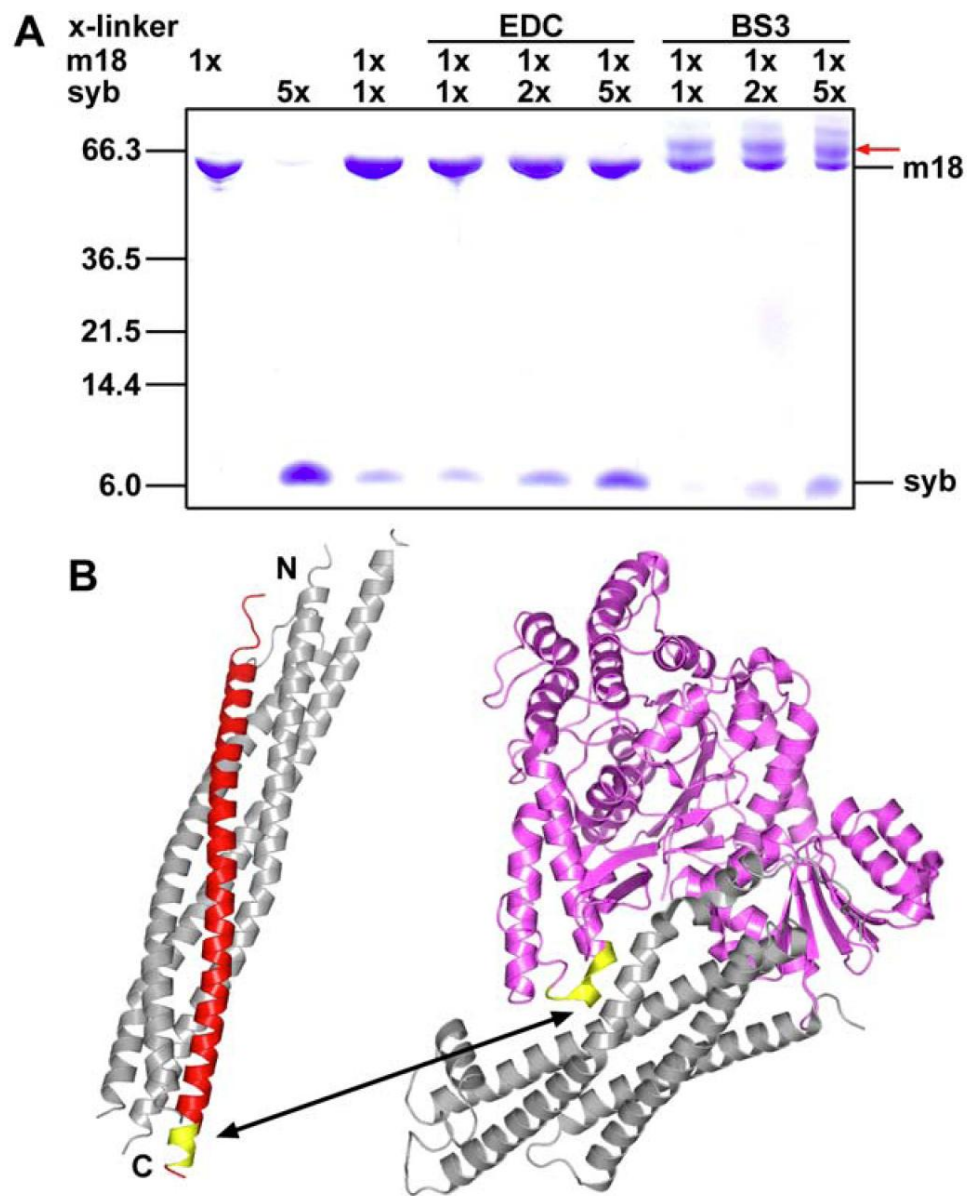 A x-linker EDC BS3
m18 1x 1x 1x 1x 1x 1x 1x 1x
syb 5x 1x 1x 2x 5x 1x 2x 5x
66.3
m18
36.5
21.5
14.4
6.0 syb
B N
C